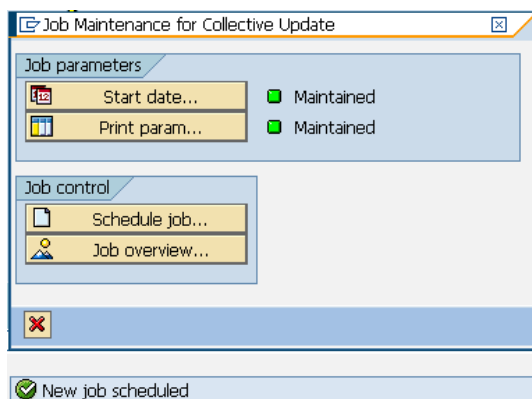 Job Maintenance for Collective Update
Job parameters
12
Start date... Maintained
Print param... Maintained
Job control
Schedule job...
Job overview...
New job scheduled